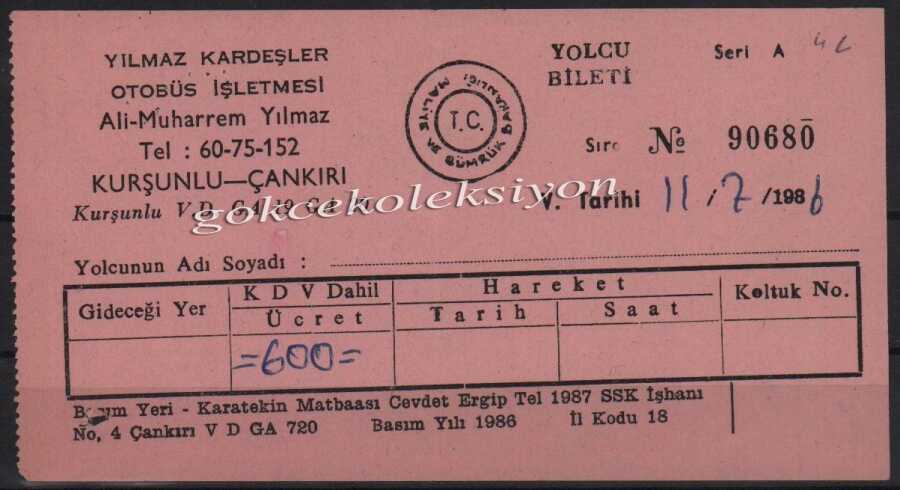 YILMAZ KARDEŞLER
OTOBÜS İŞLETMESİ
Ali-Muharrem Yılmaz
Tel : 60-75-152
KURŞUNLU—ÇANKIRI
Kurşunlu V D GA
MALİYE VE GÜMRÜK BAKANLIĞI
T.C.
YOLCU
BİLETİ
Seri A
Sıra № 90680
V. Tarihi 11/7/1986
gokcekoleksiyon
Yolcunun Adı Soyadı :
Gideceği Yer
K D V Dahil
Ücret
Hareket
Tarih
Saat
Koltuk No.
=600=
Basım Yeri - Karatekin Matbaası Cevdet Ergip Tel 1987 SSK İşhanı
No, 4 Çankırı V D GA 720 Basım Yılı 1986 İl Kodu 18